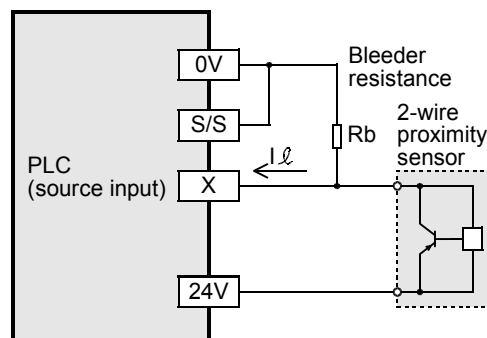 0V
S/S
X
24V
PLC
(source input)
Iℓ
Bleeder
resistance
Rb
2-wire
proximity
sensor